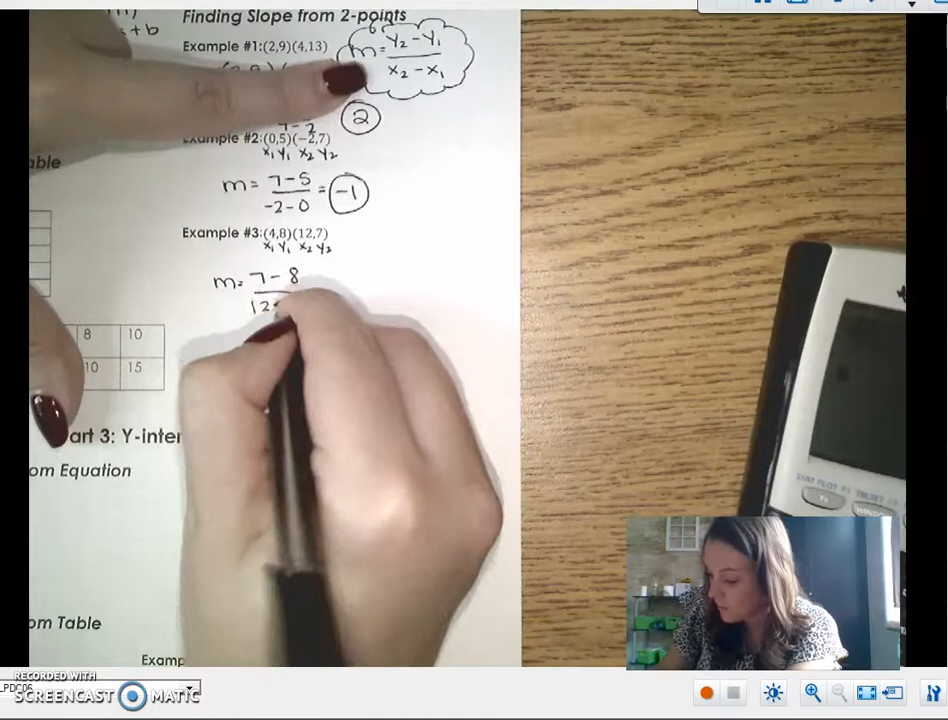 Finding Slope from 2-points
s + b
Example #1:(2,9)(4,13)
m = y₂ - y₁
x₂ - x₁
2
Example #2:(0,5)(-2,7)
x₁ y₁ x₂ y₂
m = 7 - 5 = -1
-2 - 0
Example #3:(4,8)(12,7)
x₁ y₁ x₂ y₂
m = 7 - 8
12
8 10
10 15
art 3: Y-inter
om Equation
om Table
Examp
RECORDED WITH
SCREENCAST MATIC